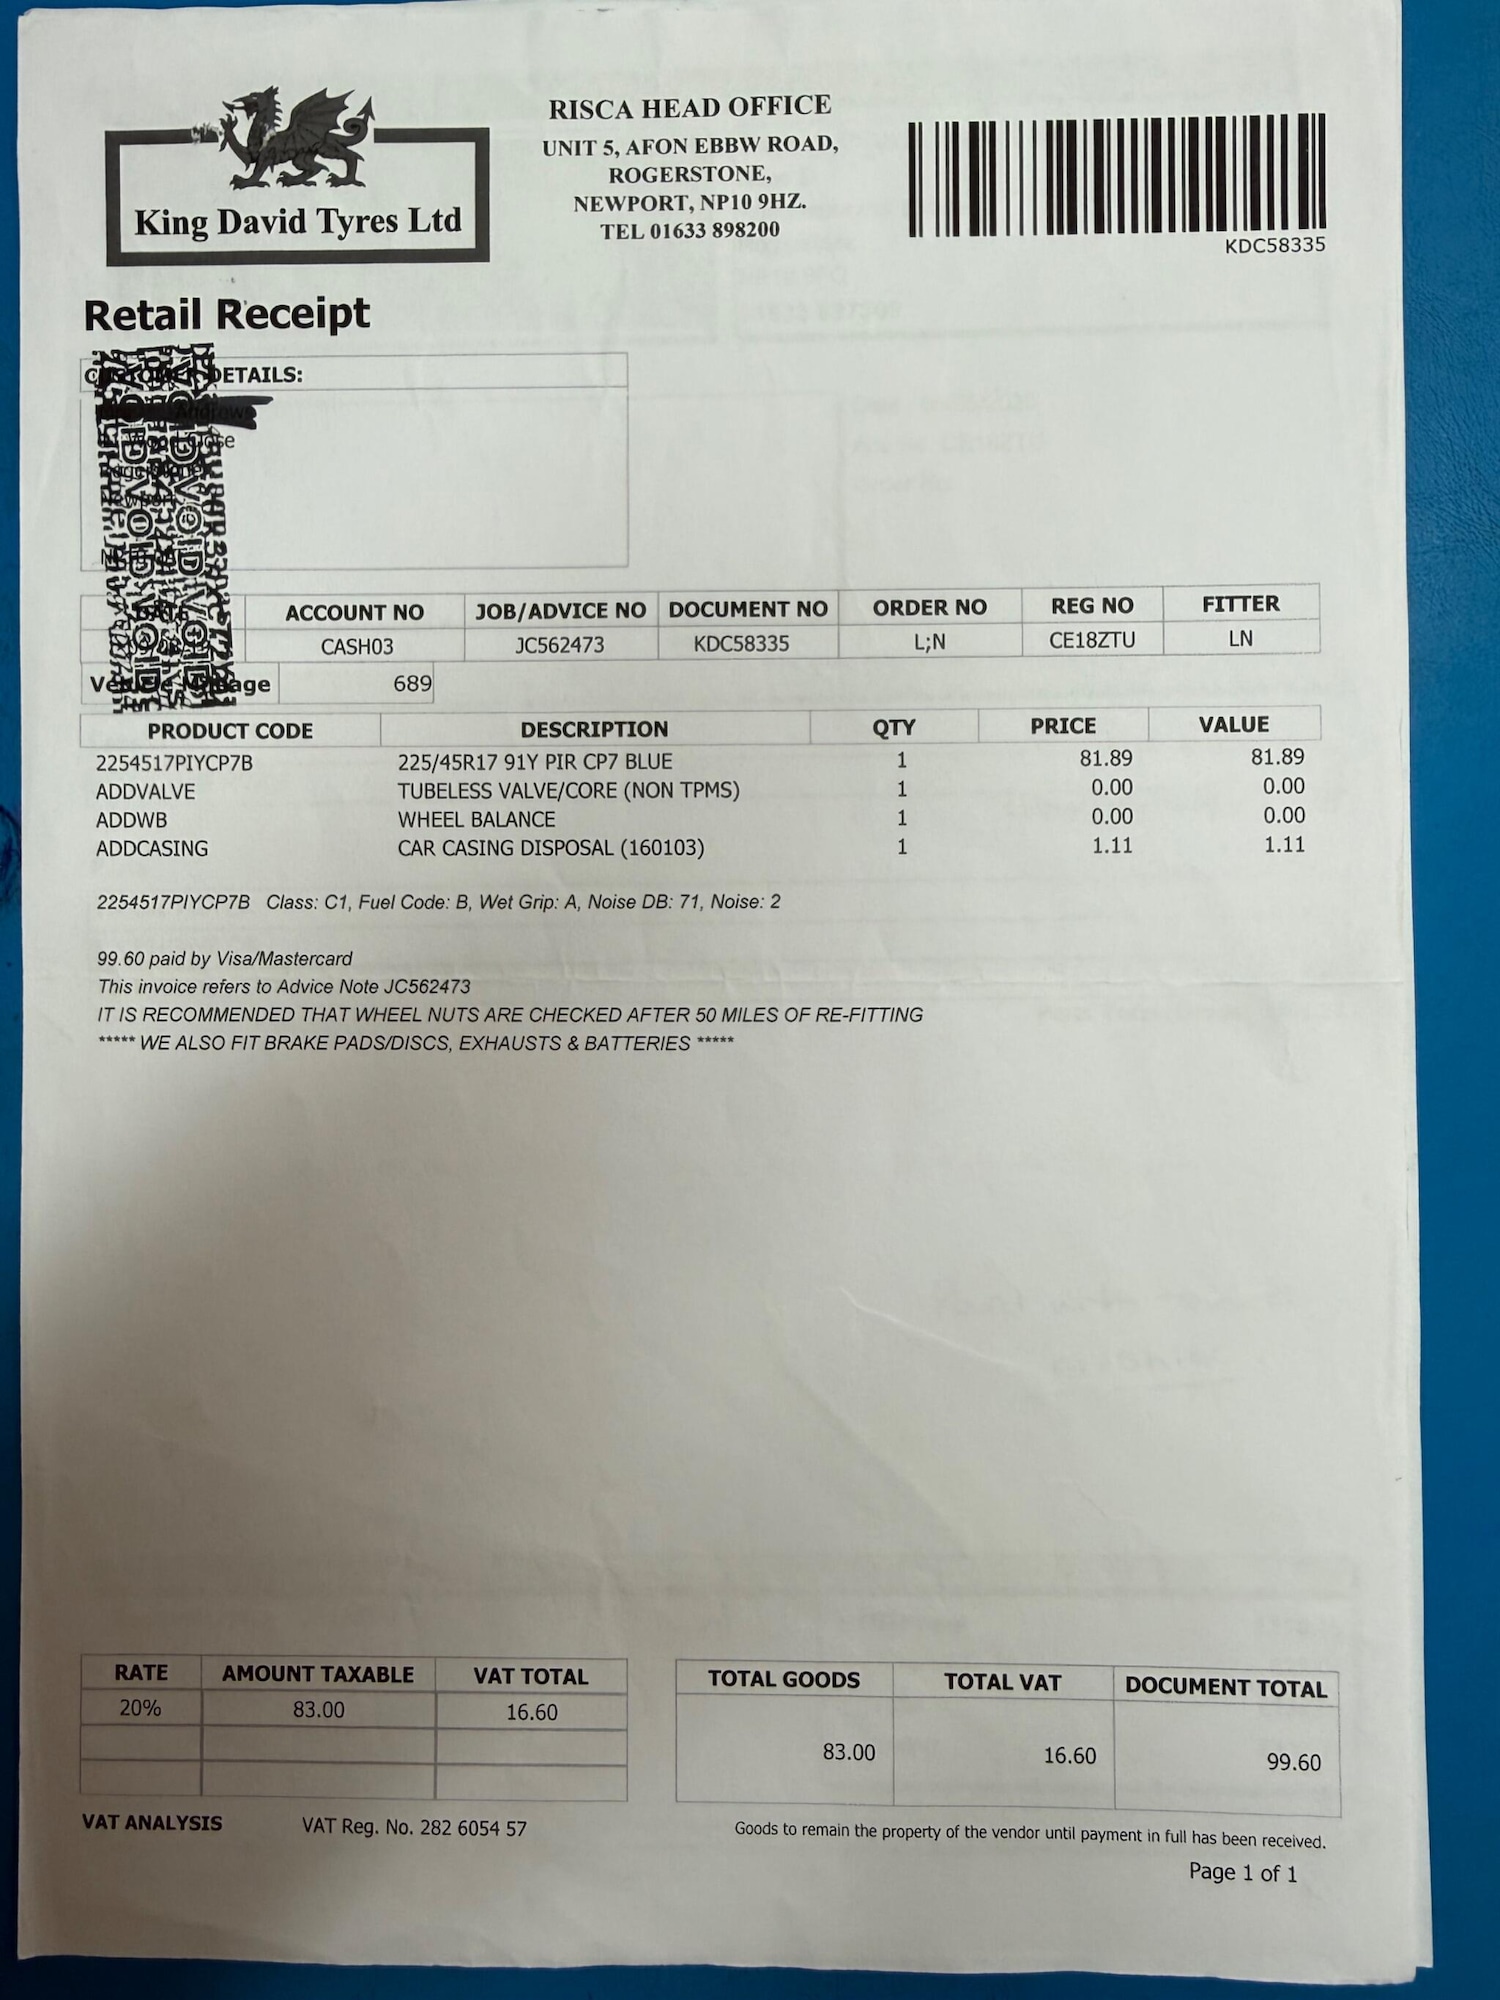 King David Tyres Ltd
RISCA HEAD OFFICE
UNIT 5, AFON EBBW ROAD,
ROGERSTONE,
NEWPORT, NP10 9HZ.
TEL 01633 898200
KDC58335
Retail Receipt
CUSTOMER DETAILS:
ACCOUNT NO JOB/ADVICE NO DOCUMENT NO ORDER NO REG NO FITTER
CASH03 JC562473 KDC58335 L;N CE18ZTU LN
Vehicle Mileage 689
PRODUCT CODE DESCRIPTION QTY PRICE VALUE
2254517PIYCP7B 225/45R17 91Y PIR CP7 BLUE 1 81.89 81.89
ADDVALVE TUBELESS VALVE/CORE (NON TPMS) 1 0.00 0.00
ADDWB WHEEL BALANCE 1 0.00 0.00
ADDCASING CAR CASING DISPOSAL (160103) 1 1.11 1.11
2254517PIYCP7B Class: C1, Fuel Code: B, Wet Grip: A, Noise DB: 71, Noise: 2
99.60 paid by Visa/Mastercard
This invoice refers to Advice Note JC562473
IT IS RECOMMENDED THAT WHEEL NUTS ARE CHECKED AFTER 50 MILES OF RE-FITTING
***** WE ALSO FIT BRAKE PADS/DISCS, EXHAUSTS & BATTERIES *****
RATE AMOUNT TAXABLE VAT TOTAL
20% 83.00 16.60
TOTAL GOODS TOTAL VAT DOCUMENT TOTAL
83.00 16.60 99.60
VAT ANALYSIS VAT Reg. No. 282 6054 57
Goods to remain the property of the vendor until payment in full has been received.
Page 1 of 1